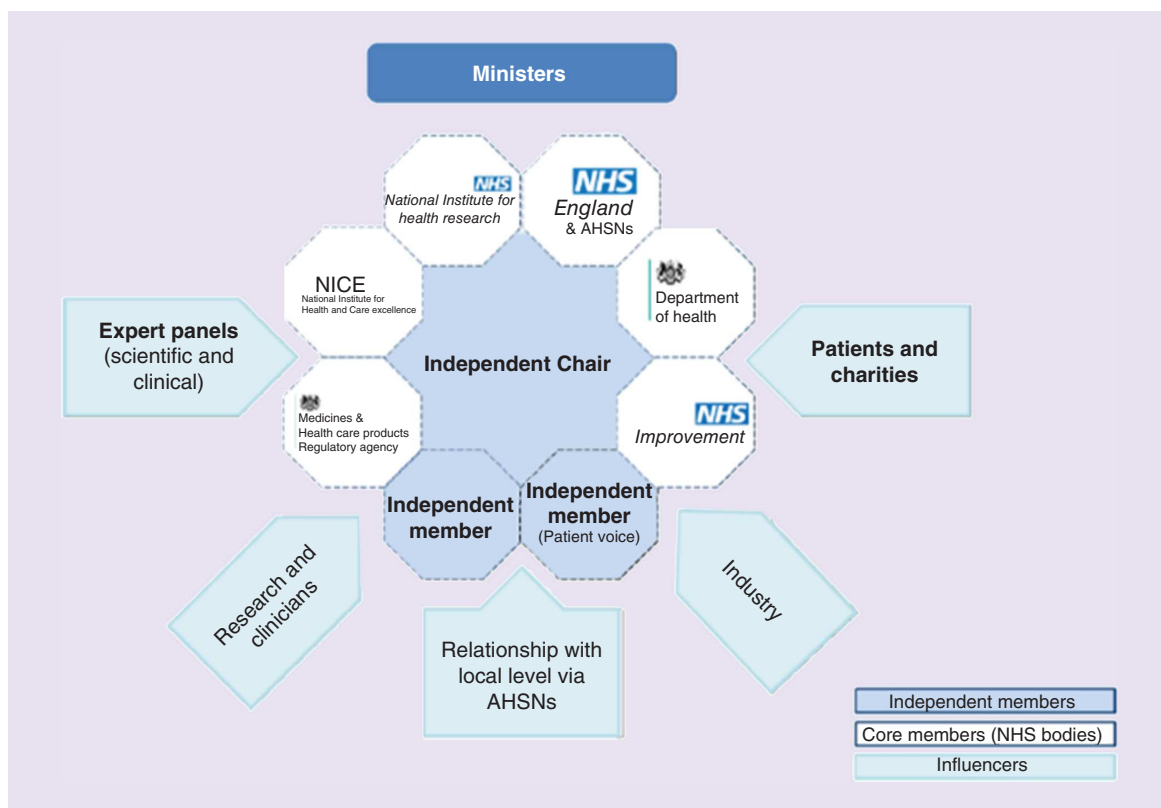 Ministers
NHS
National Institute for
health research
NHS
England
& AHSNs
NICE
National Institute for
Health and Care excellence
Department
of health
Expert panels
(scientific and
clinical)
Independent Chair
Patients and
charities
Medicines &
Health care products
Regulatory agency
NHS
Improvement
Independent
member
Independent
member
(Patient voice)
Research and
clinicians
Relationship with
local level via
AHSNs
Industry
Independent members
Core members (NHS bodies)
Influencers